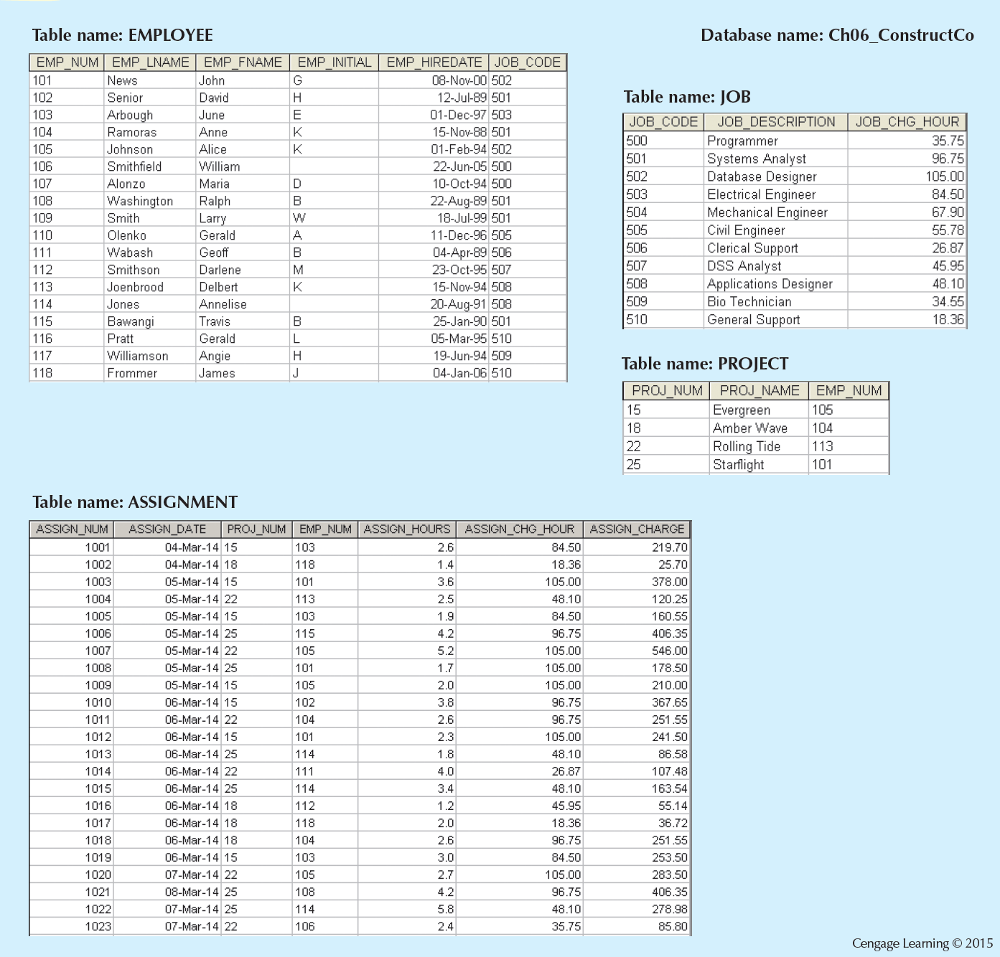 Table name: EMPLOYEE
Database name: Ch06_ConstructCo
EMP_NUM EMP_LNAME EMP_FNAME EMP_INITIAL EMP_HIREDATE JOB_CODE
101 News John G 08-Nov-00 502
102 Senior David H 12-Jul-89 501
103 Arbough June E 01-Dec-97 503
104 Ramoras Anne K 15-Nov-88 501
105 Johnson Alice K 01-Feb-94 502
106 Smithfield William 22-Jun-05 500
107 Alonzo Maria D 10-Oct-94 500
108 Washington Ralph B 22-Aug-89 501
109 Smith Larry W 18-Jul-99 501
110 Olenko Gerald A 11-Dec-96 505
111 Wabash Geoff B 04-Apr-89 506
112 Smithson Darlene M 23-Oct-95 507
113 Joenbrood Delbert K 15-Nov-94 508
114 Jones Annelise 20-Aug-91 508
115 Bawangi Travis B 25-Jan-90 501
116 Pratt Gerald L 05-Mar-95 510
117 Williamson Angie H 19-Jun-94 509
118 Frommer James J 04-Jan-06 510
Table name: JOB
JOB_CODE JOB_DESCRIPTION JOB_CHG_HOUR
500 Programmer 35.75
501 Systems Analyst 96.75
502 Database Designer 105.00
503 Electrical Engineer 84.50
504 Mechanical Engineer 67.90
505 Civil Engineer 55.78
506 Clerical Support 26.87
507 DSS Analyst 45.95
508 Applications Designer 48.10
509 Bio Technician 34.55
510 General Support 18.36
Table name: PROJECT
PROJ_NUM PROJ_NAME EMP_NUM
15 Evergreen 105
18 Amber Wave 104
22 Rolling Tide 113
25 Starflight 101
Table name: ASSIGNMENT
ASSIGN_NUM ASSIGN_DATE PROJ_NUM EMP_NUM ASSIGN_HOURS ASSIGN_CHG_HOUR ASSIGN_CHARGE
1001 04-Mar-14 15 103 2.6 84.50 219.70
1002 04-Mar-14 18 118 1.4 18.36 25.70
1003 05-Mar-14 15 101 3.6 105.00 378.00
1004 05-Mar-14 22 113 2.5 48.10 120.25
1005 05-Mar-14 15 103 1.9 84.50 160.55
1006 05-Mar-14 25 115 4.2 96.75 406.35
1007 05-Mar-14 22 105 5.2 105.00 546.00
1008 05-Mar-14 25 101 1.7 105.00 178.50
1009 05-Mar-14 15 105 2.0 105.00 210.00
1010 06-Mar-14 15 102 3.8 96.75 367.65
1011 06-Mar-14 22 104 2.6 96.75 251.55
1012 06-Mar-14 15 101 2.3 105.00 241.50
1013 06-Mar-14 25 114 1.8 48.10 86.58
1014 06-Mar-14 22 111 4.0 26.87 107.48
1015 06-Mar-14 25 114 3.4 48.10 163.54
1016 06-Mar-14 18 112 1.2 45.95 55.14
1017 06-Mar-14 18 118 2.0 18.36 36.72
1018 06-Mar-14 18 104 2.6 96.75 251.55
1019 06-Mar-14 15 103 3.0 84.50 253.50
1020 07-Mar-14 22 105 2.7 105.00 283.50
1021 08-Mar-14 25 108 4.2 96.75 406.35
1022 07-Mar-14 25 114 5.8 48.10 278.98
1023 07-Mar-14 22 106 2.4 35.75 85.80
Cengage Learning © 2015